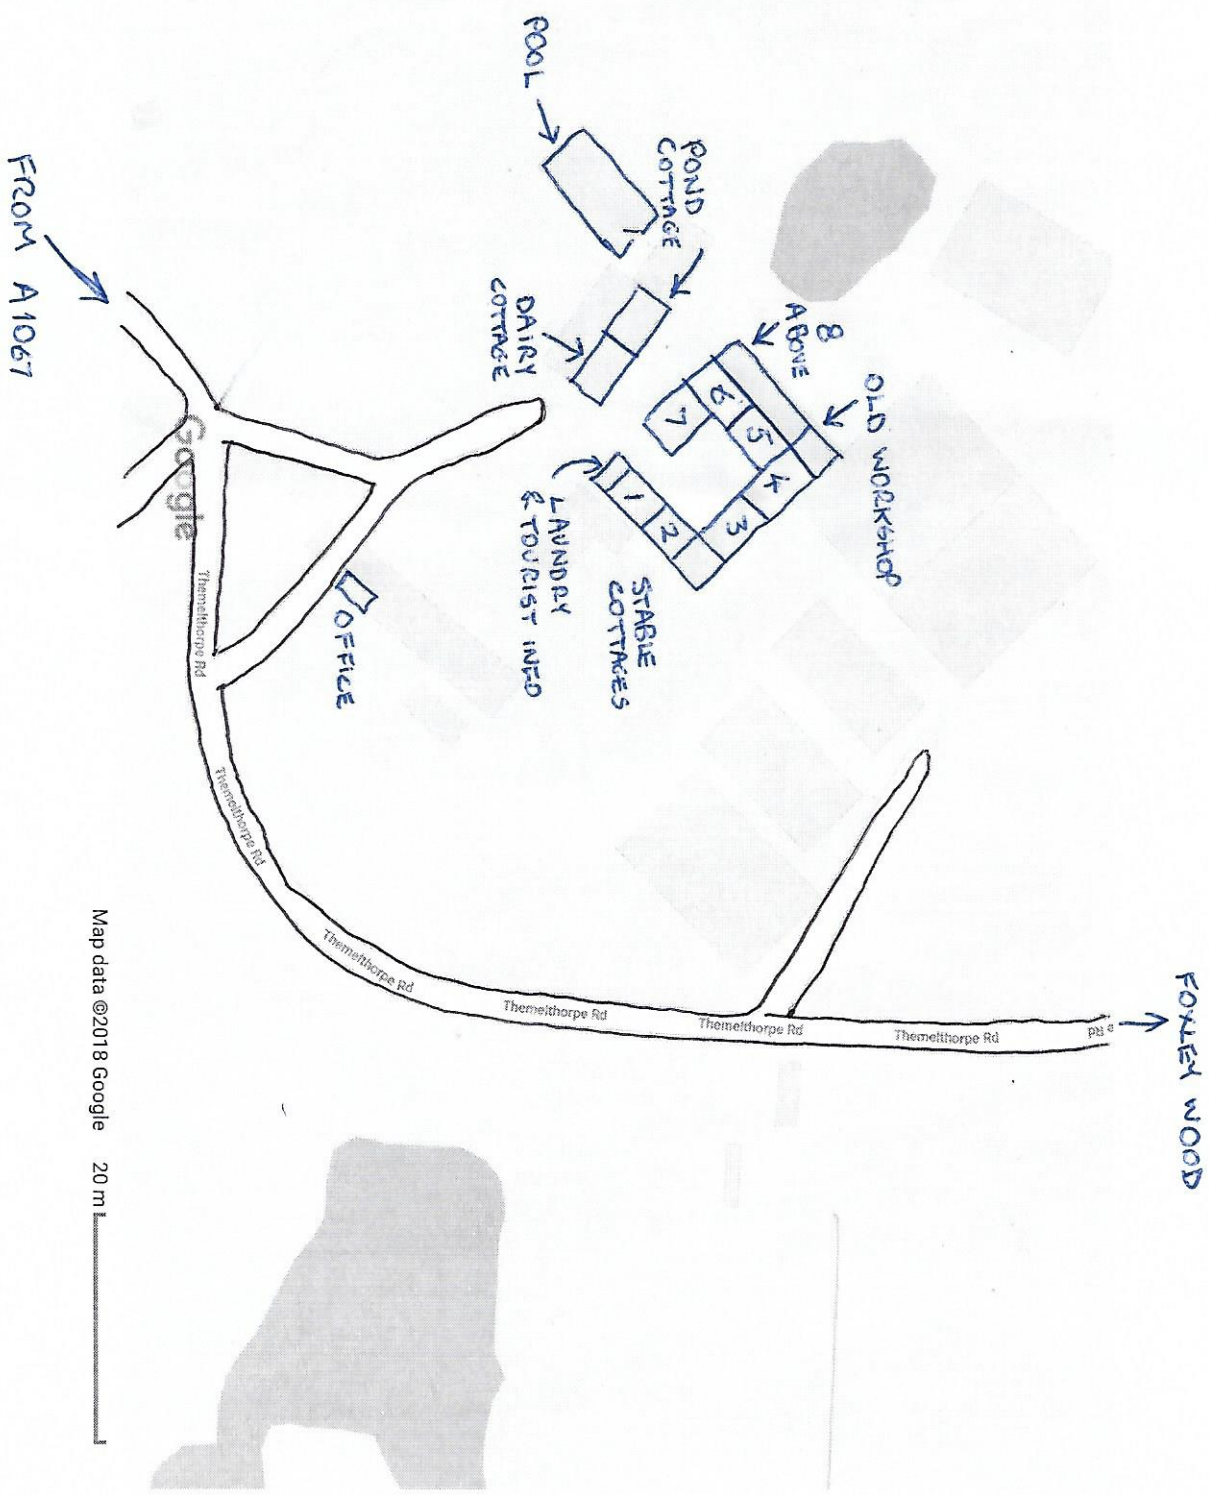 FOXLEY WOOD
e Rd
Themelthorpe Rd
OLD WORKSHOP
8
ABOVE
POND
COTTAGE
6
5
4
7
3
1
2
STABLE
COTTAGES
Themelthorpe Rd
POOL
DAIRY
COTTAGE
LAUNDRY
& TOURIST INFO
Themelthorpe Rd
OFFICE
Themelthorpe Rd
Themelthorpe Rd
Themelthorpe Rd
Google
FROM A1067
Map data ©2018 Google 20 m